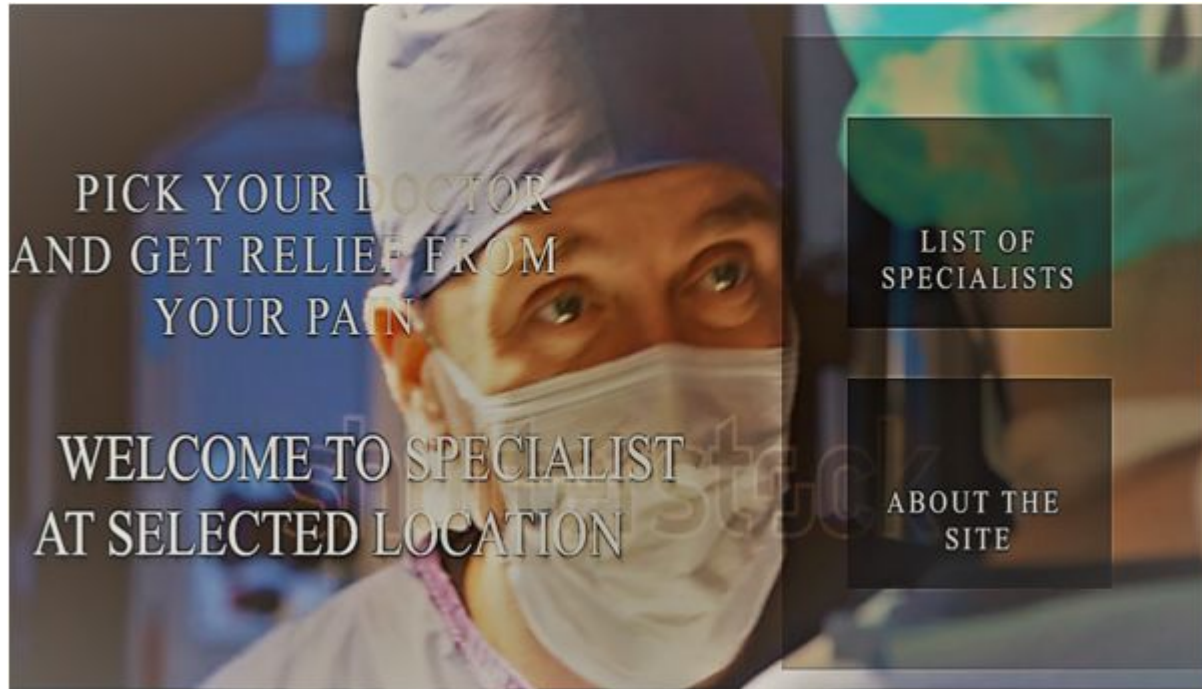 PICK YOUR DOCTOR
AND GET RELIEF FROM
YOUR PAIN
WELCOME TO SPECIALIST
AT SELECTED LOCATION
shutterstock
LIST OF
SPECIALISTS
ABOUT THE
SITE